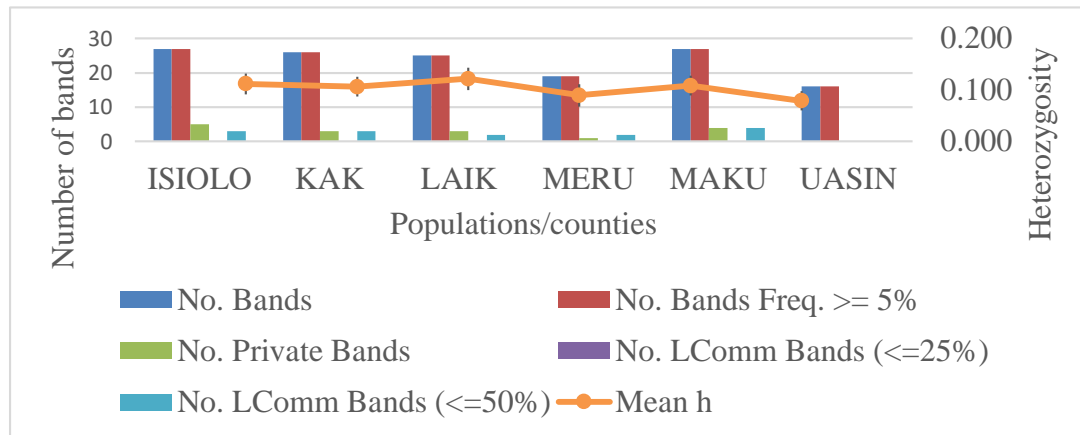 30
20
10
0
0.200
0.100
0.000
Number of bands
Heterozygosity
ISIOLO KAK LAIK MERU MAKU UASIN
Populations/counties
No. Bands No. Bands Freq. >= 5%
No. Private Bands No. LComm Bands (<=25%)
No. LComm Bands (<=50%) Mean h